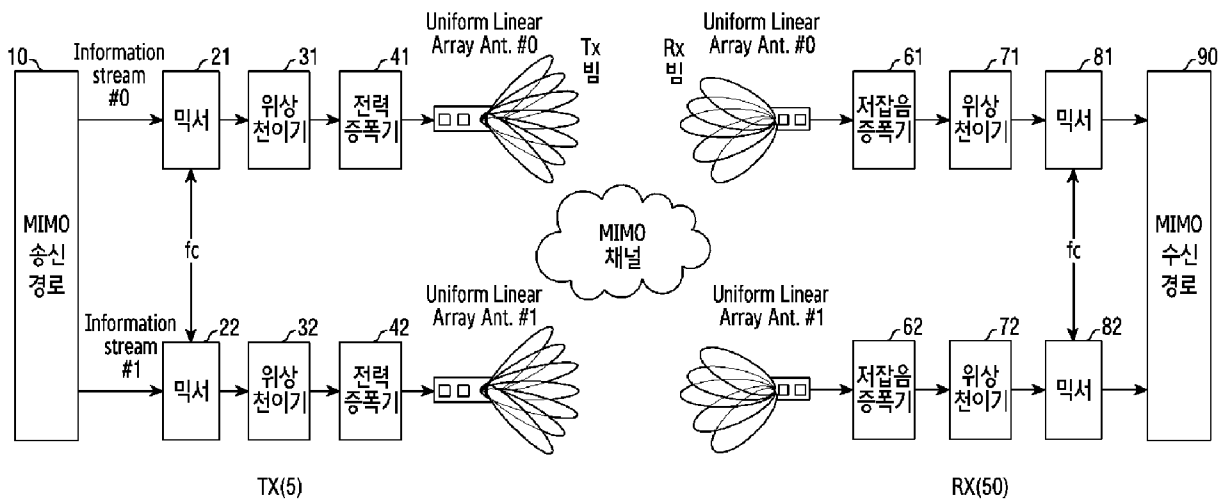 10
Information
stream
#0
21
31
41
Uniform Linear
Array Ant. #0
Tx
빔
Rx
빔
Uniform Linear
Array Ant. #0
61
71
81
90
믹서
위상
천이기
전력
증폭기
저잡음
증폭기
위상
천이기
믹서
MIMO
송신
경로
fc
MIMO
채널
fc
MIMO
수신
경로
Information
stream
#1
22
32
42
Uniform Linear
Array Ant. #1
Uniform Linear
Array Ant. #1
62
72
82
믹서
위상
천이기
전력
증폭기
저잡음
증폭기
위상
천이기
믹서
TX(5)
RX(50)